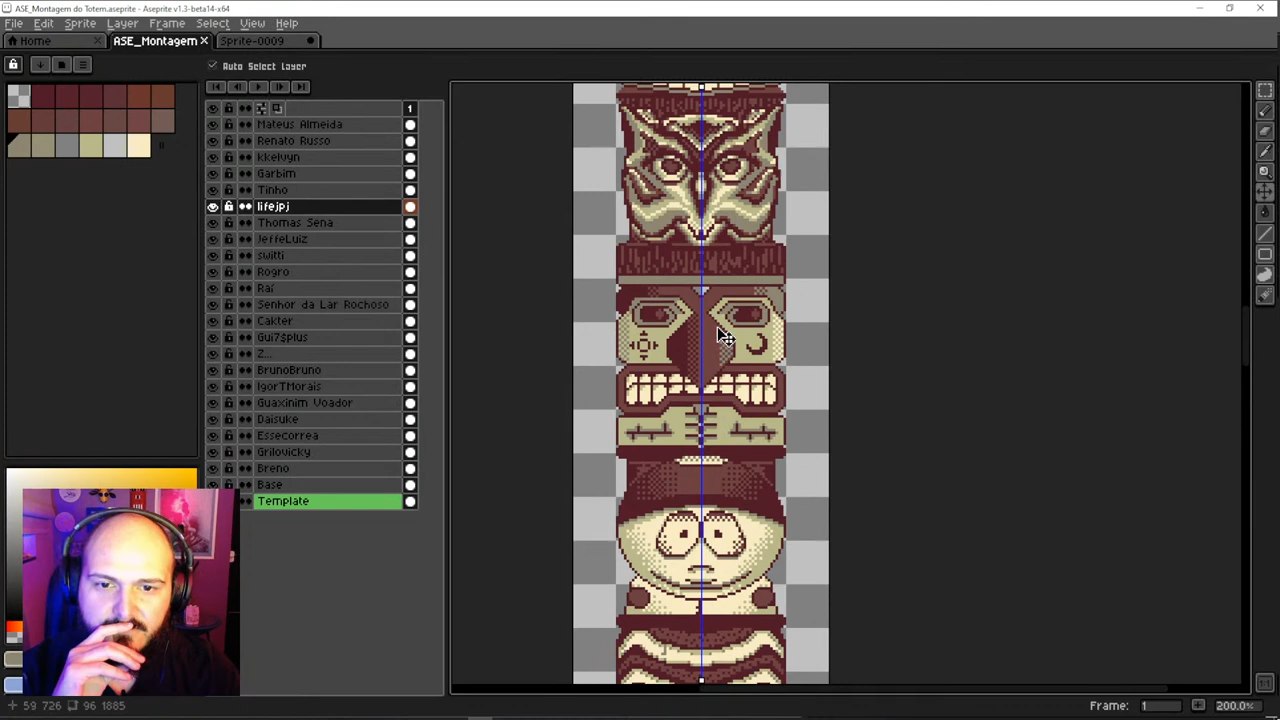 ASE_Montagem do Totem.aseprite - Aseprite v1.3-beta14-x64
File Edit Sprite Layer Frame Select View Help
Home ASE_Montagem Sprite-0009
Auto Select Layer
1
Mateus Almeida
Renato Russo
kkelvyn
Garbim
Tinho
lifejpj
Thomas Sena
JeffeLuiz
switti
Rogro
Raí
Senhor da Lar Rochoso
Cakter
Gui7$plus
Z...
BrunoBruno
IgorTMorais
Guaxinim Voador
Daisuke
Essecorrea
Grilovicky
Breno
Base
Template
59 726 96 1885
Frame: 1 200.0%
1:1